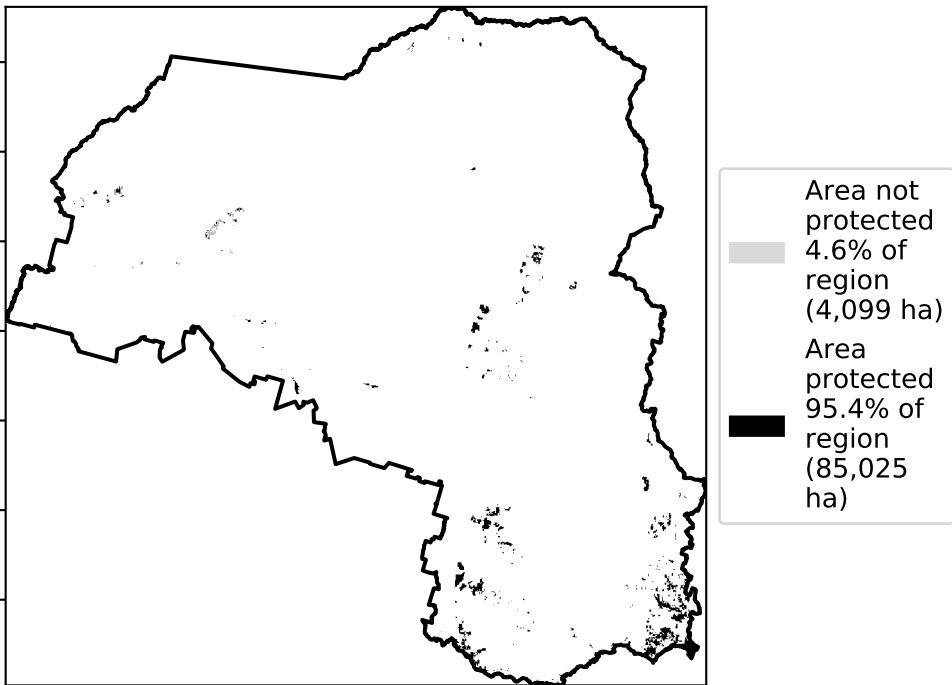 Area not
protected
4.6% of
region
(4,099 ha)
Area
protected
95.4% of
region
(85,025
ha)